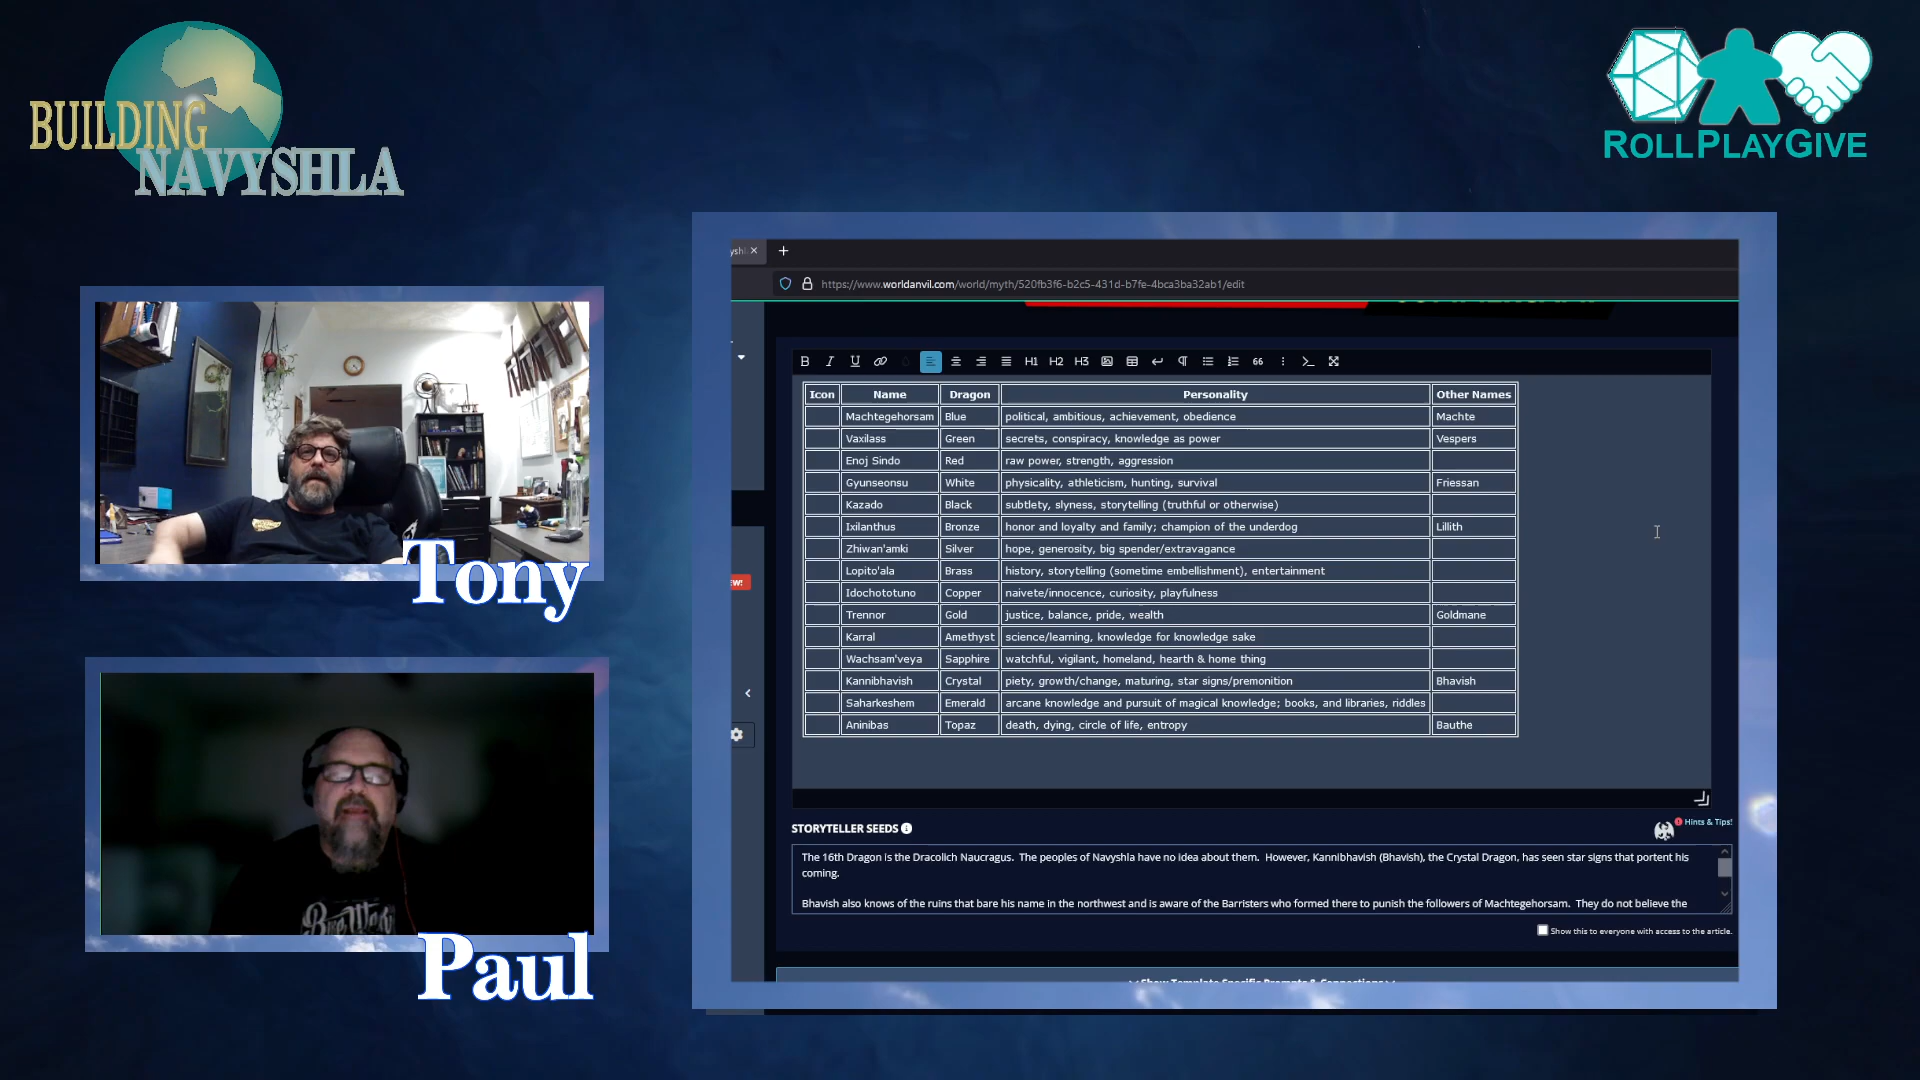 BUILDING
NAVYSHLA
ROLLPLAYGIVE
Tony
Paul
yshl
https://www.worldanvil.com/world/myth/520fb3f6-b2c5-431d-b7fe-4bca3ba32ab1/edit
B I U H1 H2 H3 66
Icon Name Dragon Personality Other Names
Machtegehorsam Blue political, ambitious, achievement, obedience Machte
Vaxilass Green secrets, conspiracy, knowledge as power Vespers
Enoj Sindo Red raw power, strength, aggression
Gyunseonsu White physicality, athleticism, hunting, survival Friessan
Kazado Black subtlety, slyness, storytelling (truthful or otherwise)
Ixilanthus Bronze honor and loyalty and family; champion of the underdog Lillith
Zhiwan'amki Silver hope, generosity, big spender/extravagance
Lopito'ala Brass history, storytelling (sometime embellishment), entertainment
Idochototuno Copper naivete/innocence, curiosity, playfulness
Trennor Gold justice, balance, pride, wealth Goldmane
Karral Amethyst science/learning, knowledge for knowledge sake
Wachsam'veya Sapphire watchful, vigilant, homeland, hearth & home thing
Kannibhavish Crystal piety, growth/change, maturing, star signs/premonition Bhavish
Saharkeshem Emerald arcane knowledge and pursuit of magical knowledge; books, and libraries, riddles
Aninibas Topaz death, dying, circle of life, entropy Bauthe
EW!
STORYTELLER SEEDS
Hints & Tips!
The 16th Dragon is the Dracolich Naucragus. The peoples of Navyshla have no idea about them. However, Kannibhavish (Bhavish), the Crystal Dragon, has seen star signs that portent his
coming.
Bhavish also knows of the ruins that bare his name in the northwest and is aware of the Barristers who formed there to punish the followers of Machtegehorsam. They do not believe the
Show this to everyone with access to the article.
Show Template Specific Prompts & Connections